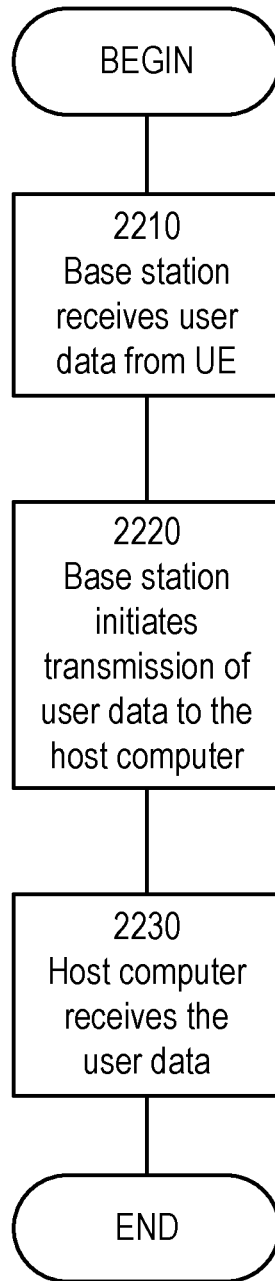 BEGIN
2210
Base station
receives user
data from UE
2220
Base station
initiates
transmission of
user data to the
host computer
2230
Host computer
receives the
user data
END